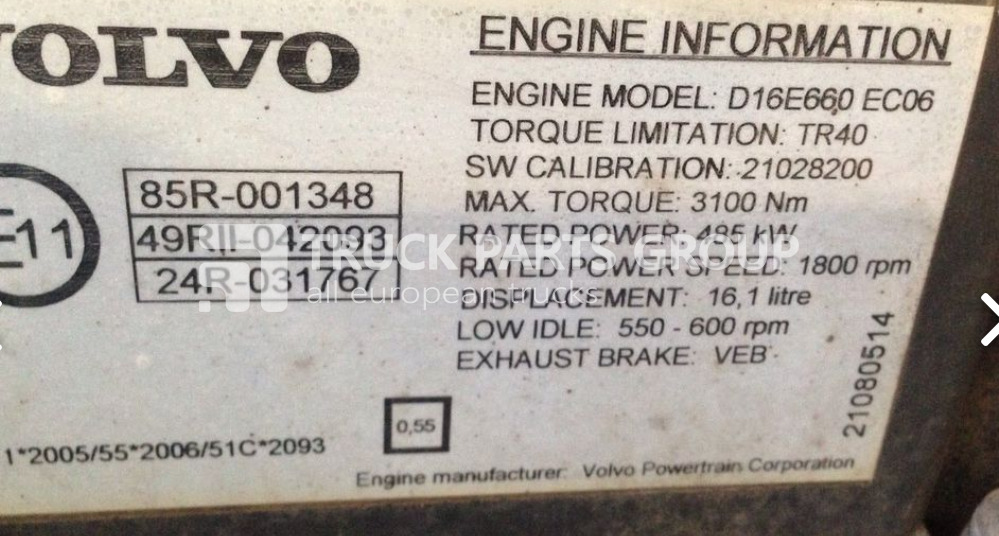 VOLVO
ENGINE INFORMATION
ENGINE MODEL: D16E660 EC06
TORQUE LIMITATION: TR40
SW CALIBRATION: 21028200
MAX. TORQUE: 3100 Nm
RATED POWER: 485 kW
RATED POWER SPEED: 1800 rpm
DISPLACEMENT: 16,1 litre
LOW IDLE: 550 - 600 rpm
EXHAUST BRAKE: VEB
85R-001348
49RII-042093
24R-031767
E11
TRUCK PARTS GROUP
all european trucks
21080514
0,55
1*2005/55*2006/51C*2093
Engine manufacturer: Volvo Powertrain Corporation